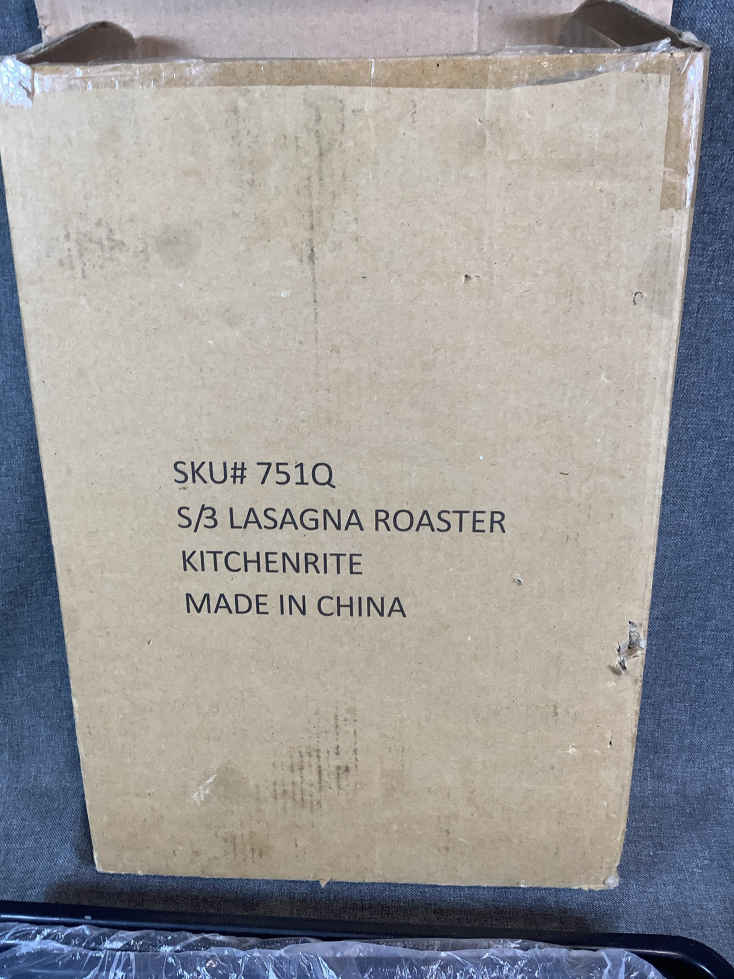 SKU# 751Q
S/3 LASAGNA ROASTER
KITCHENRITE
MADE IN CHINA